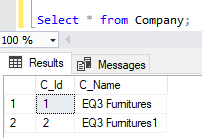 Select * from Company;
100 %
Results Messages
C_Id C_Name
1 1 EQ3 Furnitures
2 2 EQ3 Furnitures1